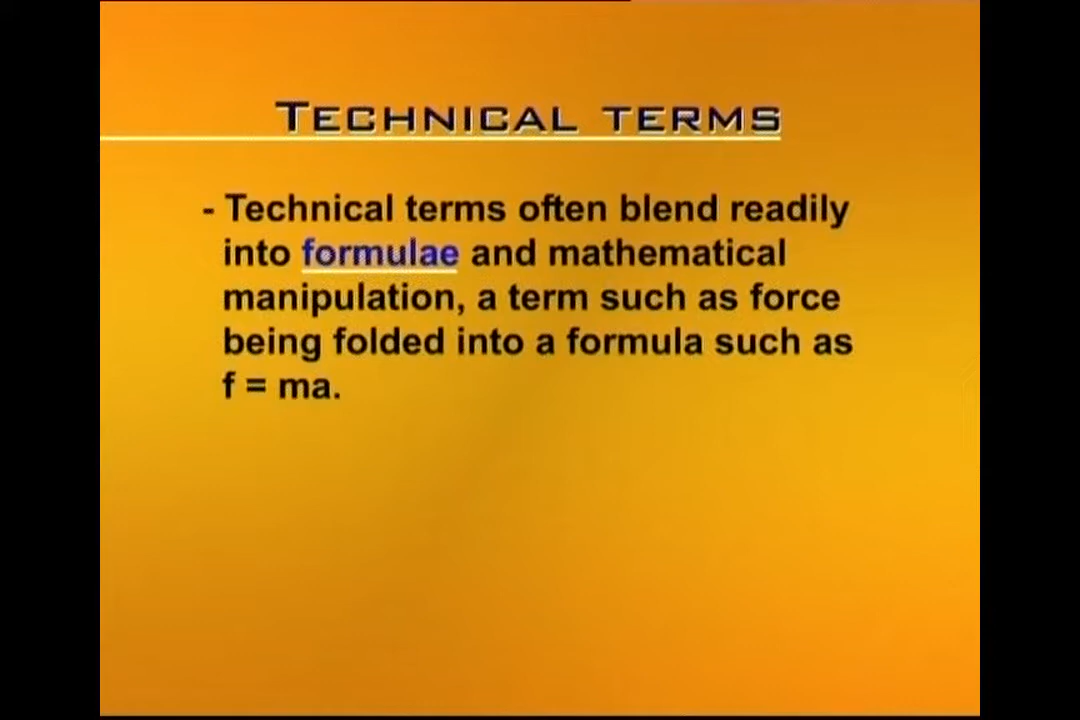 TECHNICAL TERMS
- Technical terms often blend readily
into formulae and mathematical
manipulation, a term such as force
being folded into a formula such as
f = ma.